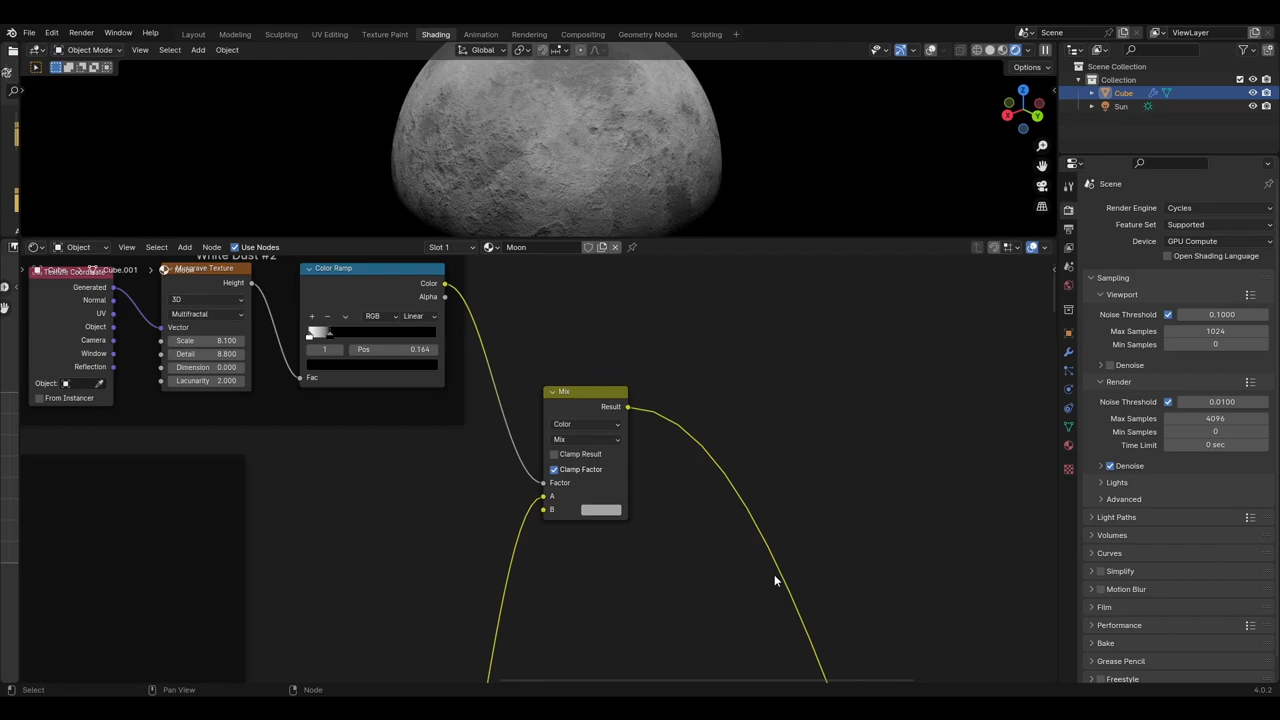 File Edit Render Window Help Layout Modeling Sculpting UV Editing Texture Paint Shading Animation Rendering Compositing Geometry Nodes Scripting + Scene ViewLayer
Object Mode View Select Add Object Global
Options
Scene Collection
Collection
Cube
Sun
Scene
Render Engine Cycles
Feature Set Supported
Device GPU Compute
Open Shading Language
Sampling
Viewport
Noise Threshold 0.1000
Max Samples 1024
Min Samples 0
Denoise
Render
Noise Threshold 0.0100
Max Samples 4096
Min Samples 0
Time Limit 0 sec
Denoise
Lights
Advanced
Light Paths
Volumes
Curves
Simplify
Motion Blur
Film
Performance
Bake
Grease Pencil
Freestyle
Object View Select Add Node Use Nodes Slot 1 Moon
White Dust #2
Cube Cube.001 Moon
Texture Coordinate
Generated
Normal
UV
Object
Camera
Window
Reflection
Object:
From Instancer
Musgrave Texture
Height
3D
Multifractal
Vector
Scale 8.100
Detail 8.800
Dimension 0.000
Lacunarity 2.000
Color Ramp
Color
Alpha
+ − RGB Linear
1 Pos 0.164
Fac
Mix
Result
Color
Mix
Clamp Result
Clamp Factor
Factor
A
B
Select Pan View Node 4.0.2